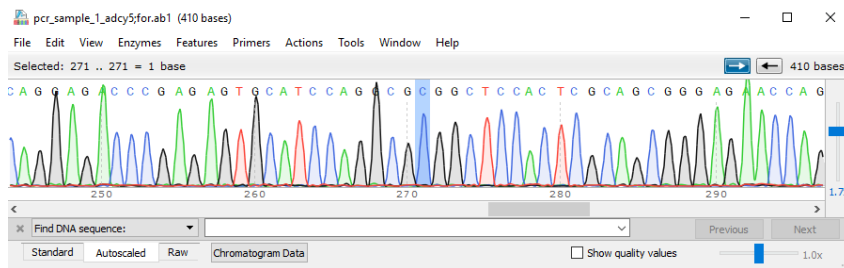 pcr_sample_1_adcy5;for.ab1 (410 bases)
File Edit View Enzymes Features Primers Actions Tools Window Help
Selected: 271 .. 271 = 1 base 410 bases
C A G G A G A C C C G A G A G T G C A T C C A G G C G C G G C T C C A C T C G C A G C G G G A G A A C C A G
250 260 270 280 290 1.7
Find DNA sequence: Previous Next
Standard Autoscaled Raw Chromatogram Data Show quality values 1.0x